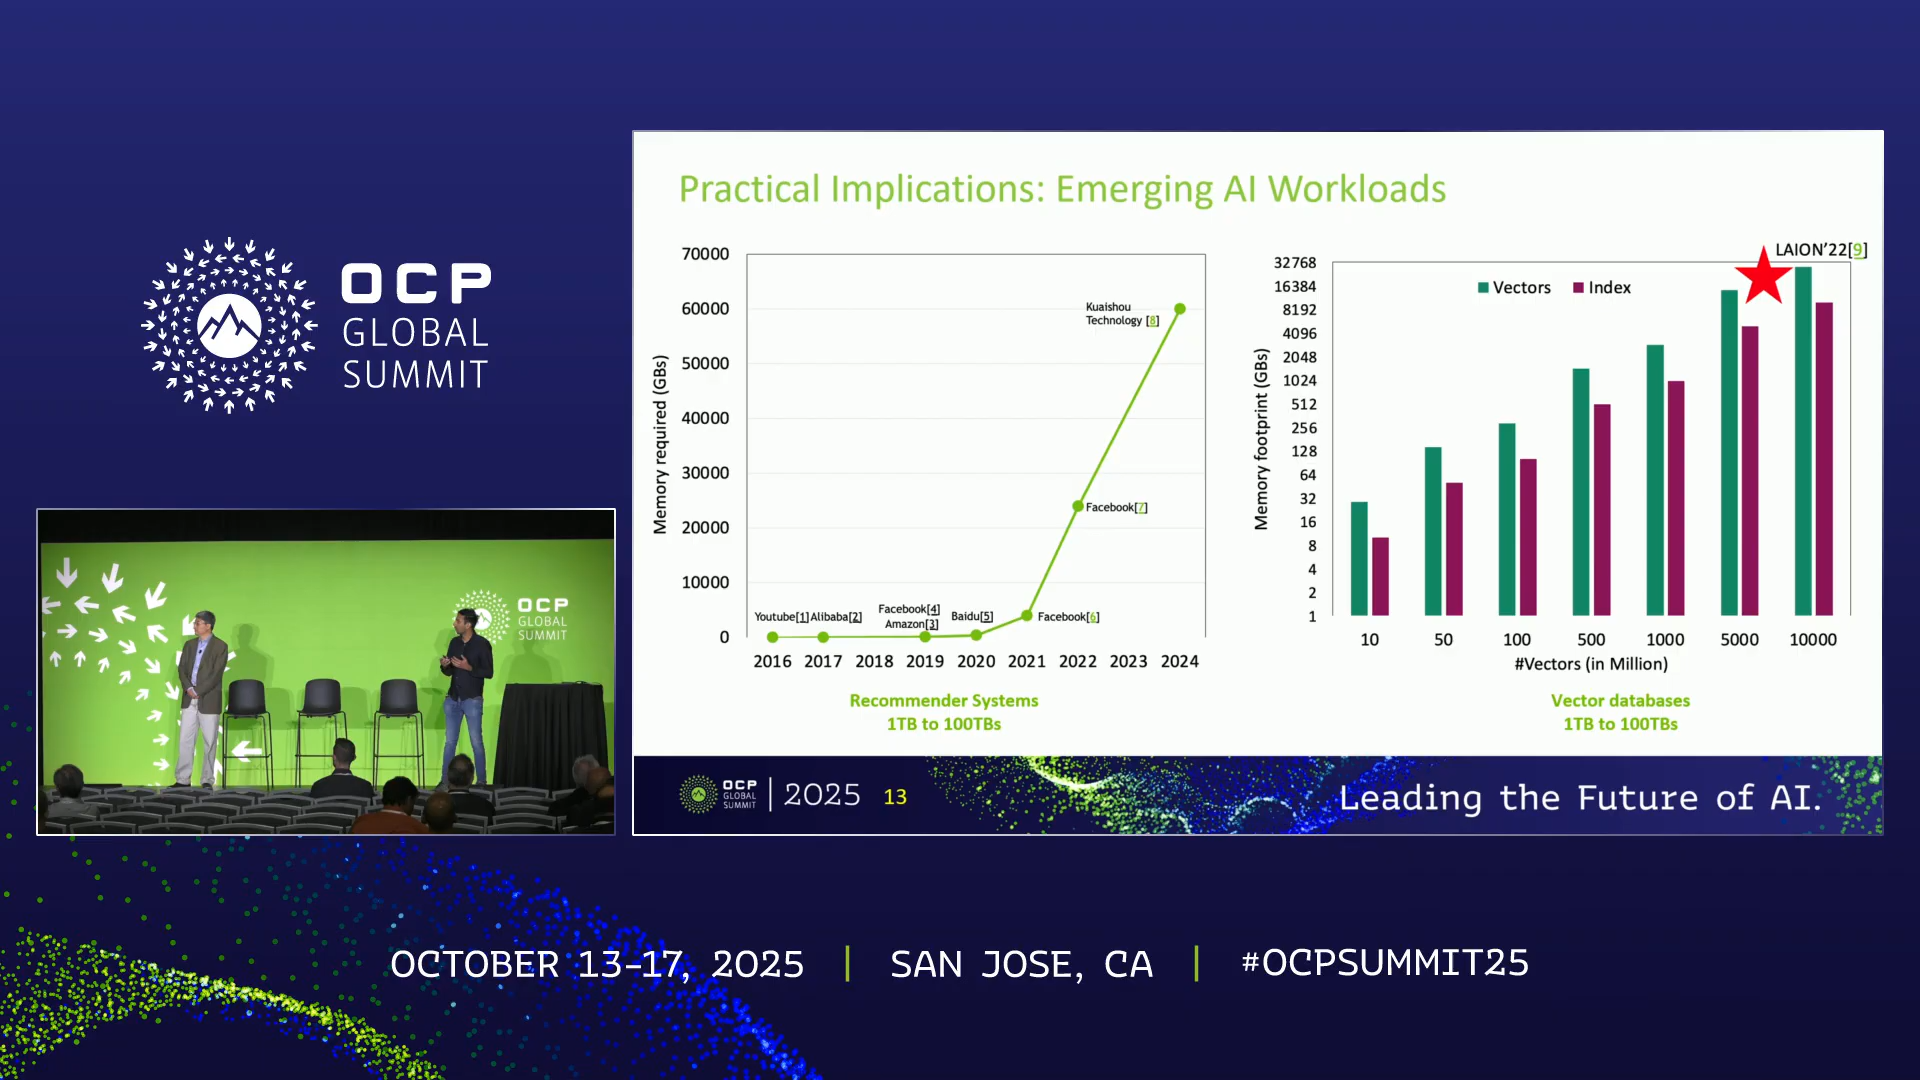 OCP
GLOBAL
SUMMIT
OCP
GLOBAL
SUMMIT
Practical Implications: Emerging AI Workloads
Memory required (GBs)
70000
60000
50000
40000
30000
20000
10000
0
Youtube[1]
Alibaba[2]
Facebook[4]
Amazon[3]
Baidu[5]
Facebook[6]
Facebook[7]
Kuaishou
Technology [8]
2016 2017 2018 2019 2020 2021 2022 2023 2024
Recommender Systems
1TB to 100TBs
Memory footprint (GBs)
32768
16384
8192
4096
2048
1024
512
256
128
64
32
16
8
4
2
1
Vectors Index
LAION’22[9]
10 50 100 500 1000 5000 10000
#Vectors (in Million)
Vector databases
1TB to 100TBs
OCP
GLOBAL
SUMMIT
2025
13
Leading the Future of AI.
OCTOBER 13-17, 2025 | SAN JOSE, CA | #OCPSUMMIT25